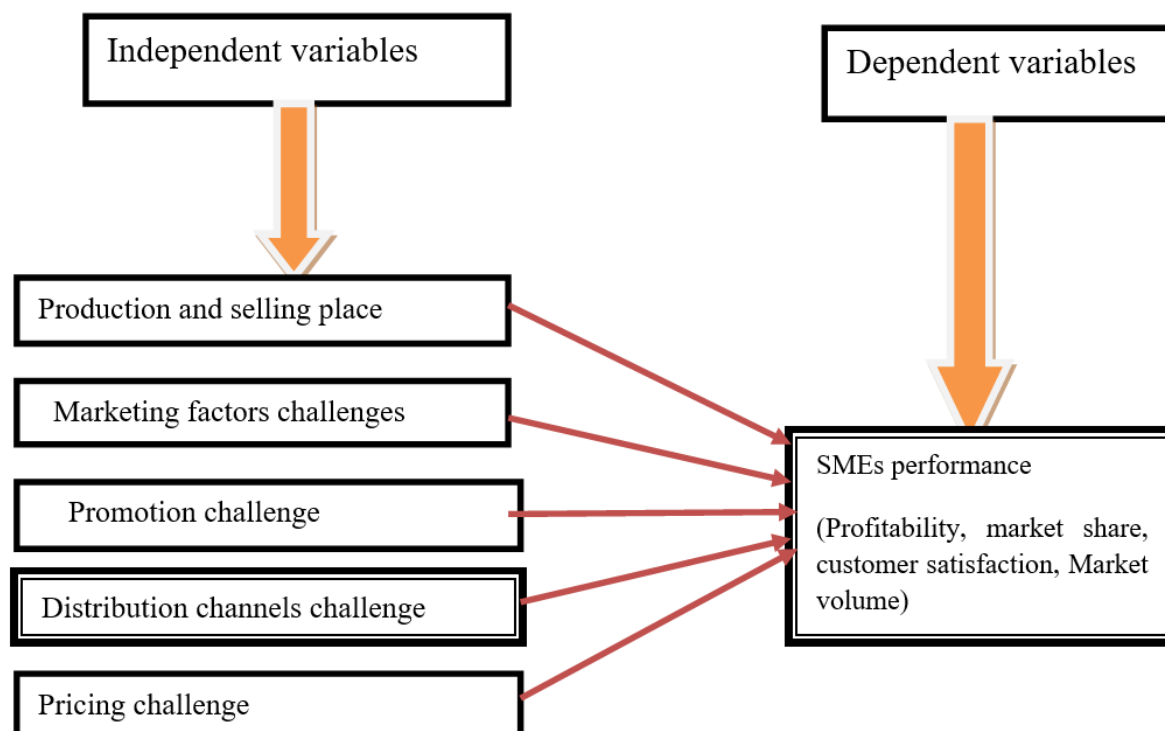 Independent variables
Dependent variables
Production and selling place
Marketing factors challenges
Promotion challenge
Distribution channels challenge
Pricing challenge
SMEs performance
(Profitability, market share,
customer satisfaction, Market
volume)